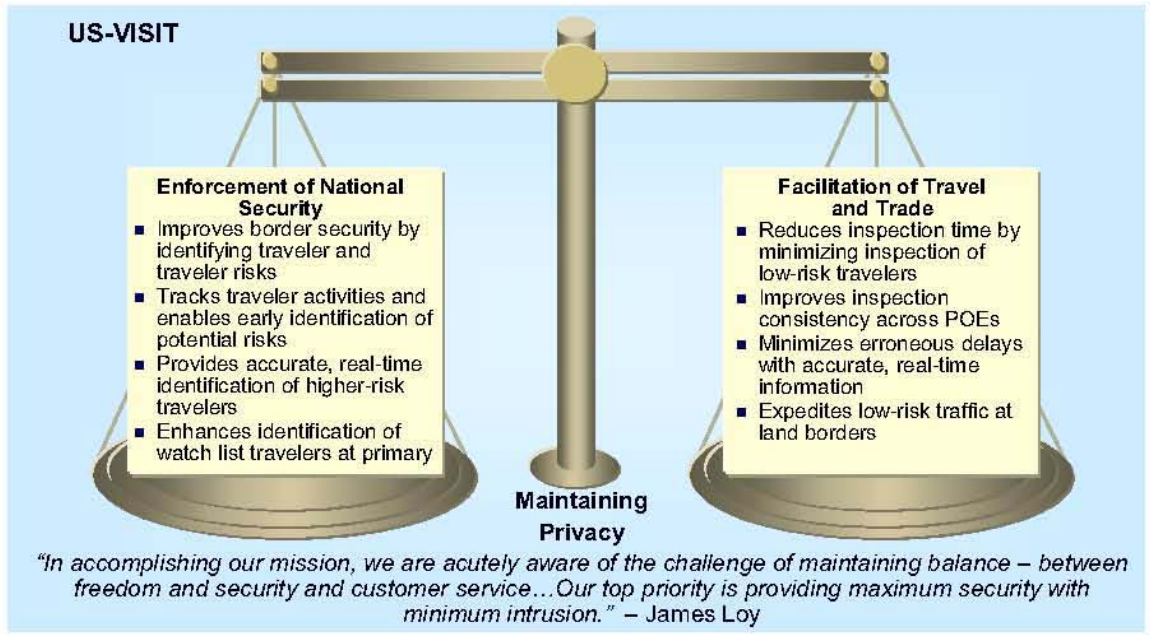 US-VISIT
Enforcement of National
Security
■ Improves border security by
identifying traveler and
traveler risks
■ Tracks traveler activities and
enables early identification of
potential risks
■ Provides accurate, real-time
identification of higher-risk
travelers
■ Enhances identification of
watch list travelers at primary
Facilitation of Travel
and Trade
■ Reduces inspection time by
minimizing inspection of
low-risk travelers
■ Improves inspection
consistency across POEs
■ Minimizes erroneous delays
with accurate, real-time
information
■ Expedites low-risk traffic at
land borders
Maintaining
Privacy
“In accomplishing our mission, we are acutely aware of the challenge of maintaining balance – between
freedom and security and customer service…Our top priority is providing maximum security with
minimum intrusion.” – James Loy